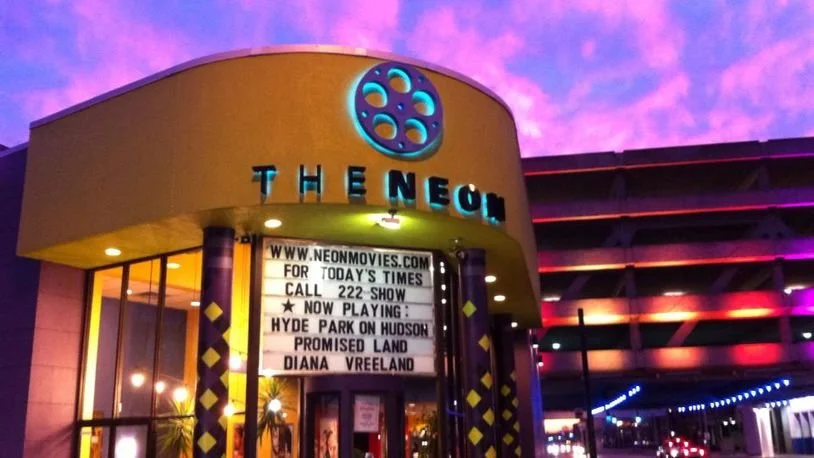 THE NEON
WWW.NEONMOVIES.COM
FOR TODAY'S TIMES
CALL 222 SHOW
★ NOW PLAYING:
HYDE PARK ON HUDSON
PROMISED LAND
DIANA VREELAND